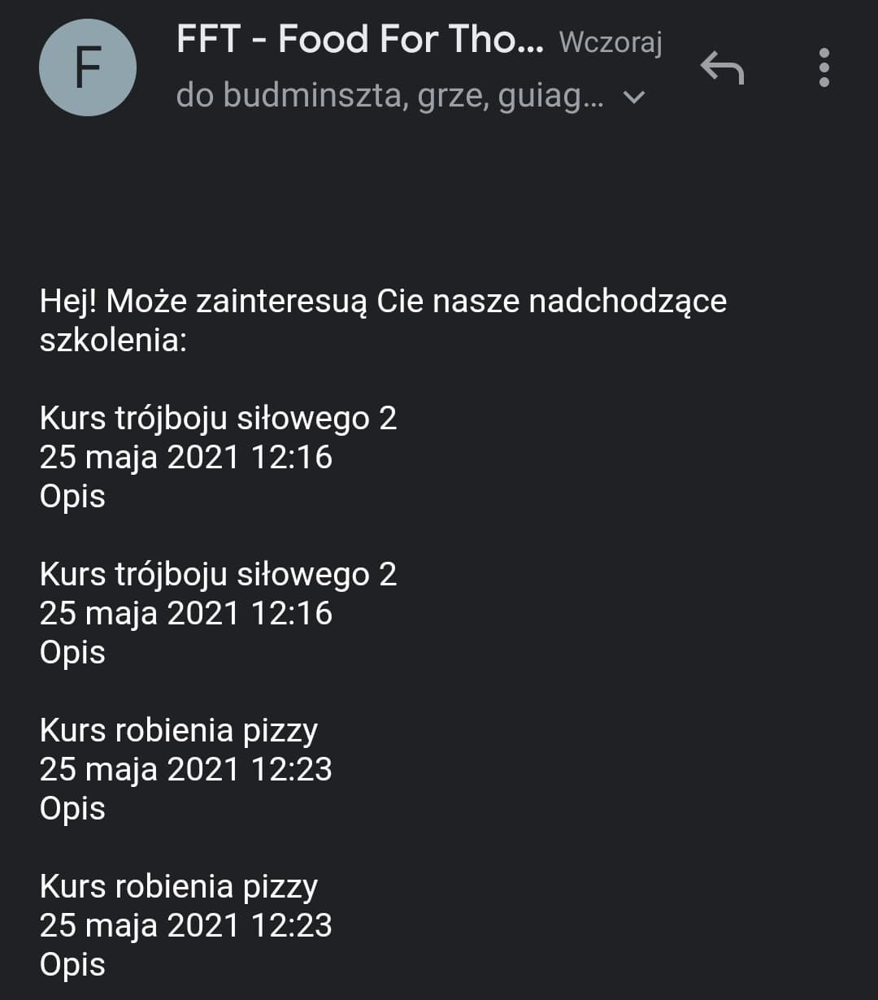 F
FFT - Food For Tho... Wczoraj
do budminszta, grze, guiag...
Hej! Może zainteresuą Cie nasze nadchodzące
szkolenia:
Kurs trójboju siłowego 2
25 maja 2021 12:16
Opis
Kurs trójboju siłowego 2
25 maja 2021 12:16
Opis
Kurs robienia pizzy
25 maja 2021 12:23
Opis
Kurs robienia pizzy
25 maja 2021 12:23
Opis